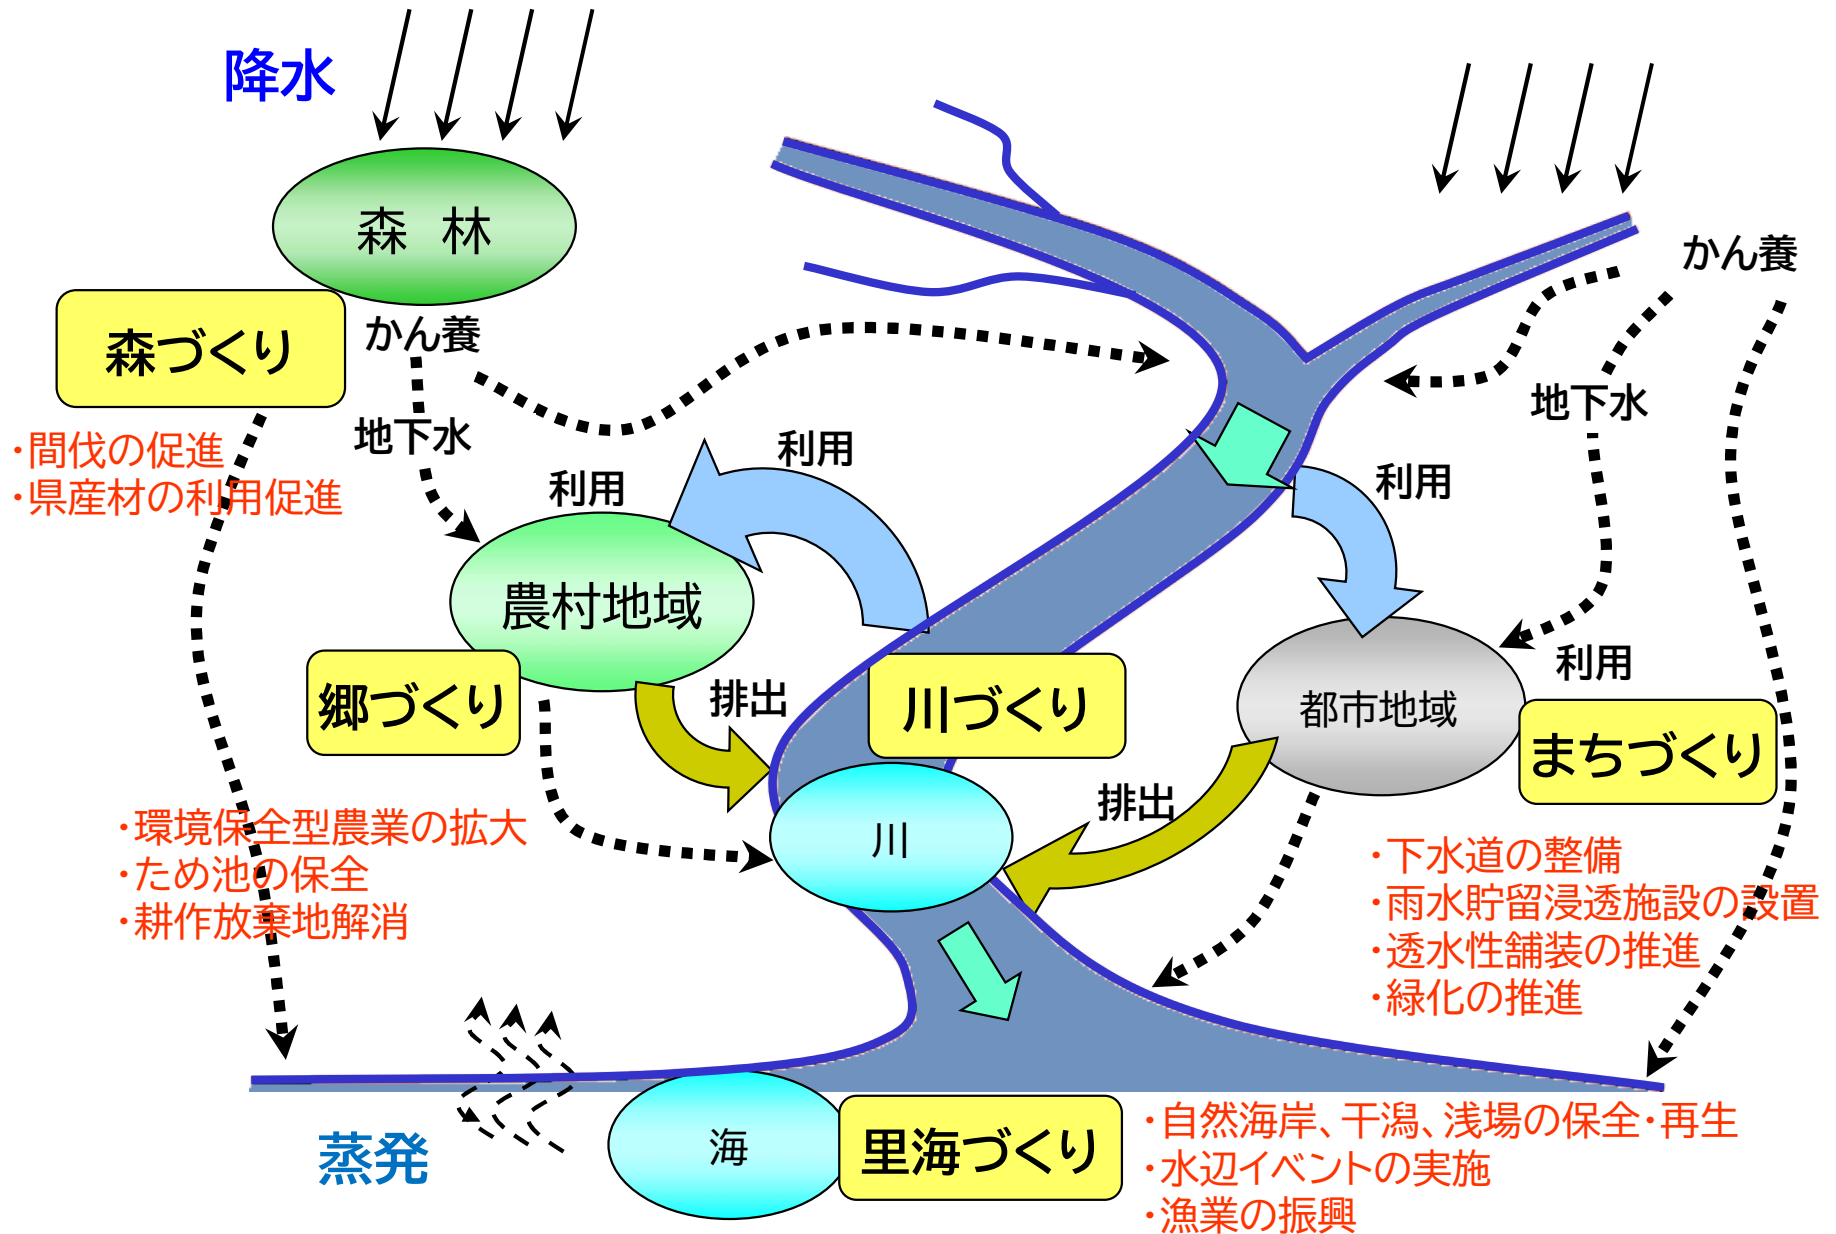 降水
森　林
かん養
森づくり
かん養
地下水
・間伐の促進
・県産材の利用促進
地下水
利用
利用
利用
農村地域
利用
郷づくり
排出
川づくり
都市地域
まちづくり
排出
川
・環境保全型農業の拡大
・ため池の保全
・耕作放棄地解消
・下水道の整備
・雨水貯留浸透施設の設置
・透水性舗装の推進
・緑化の推進
蒸発
海
里海づくり
・自然海岸、干潟、浅場の保全・再生
・水辺イベントの実施
・漁業の振興